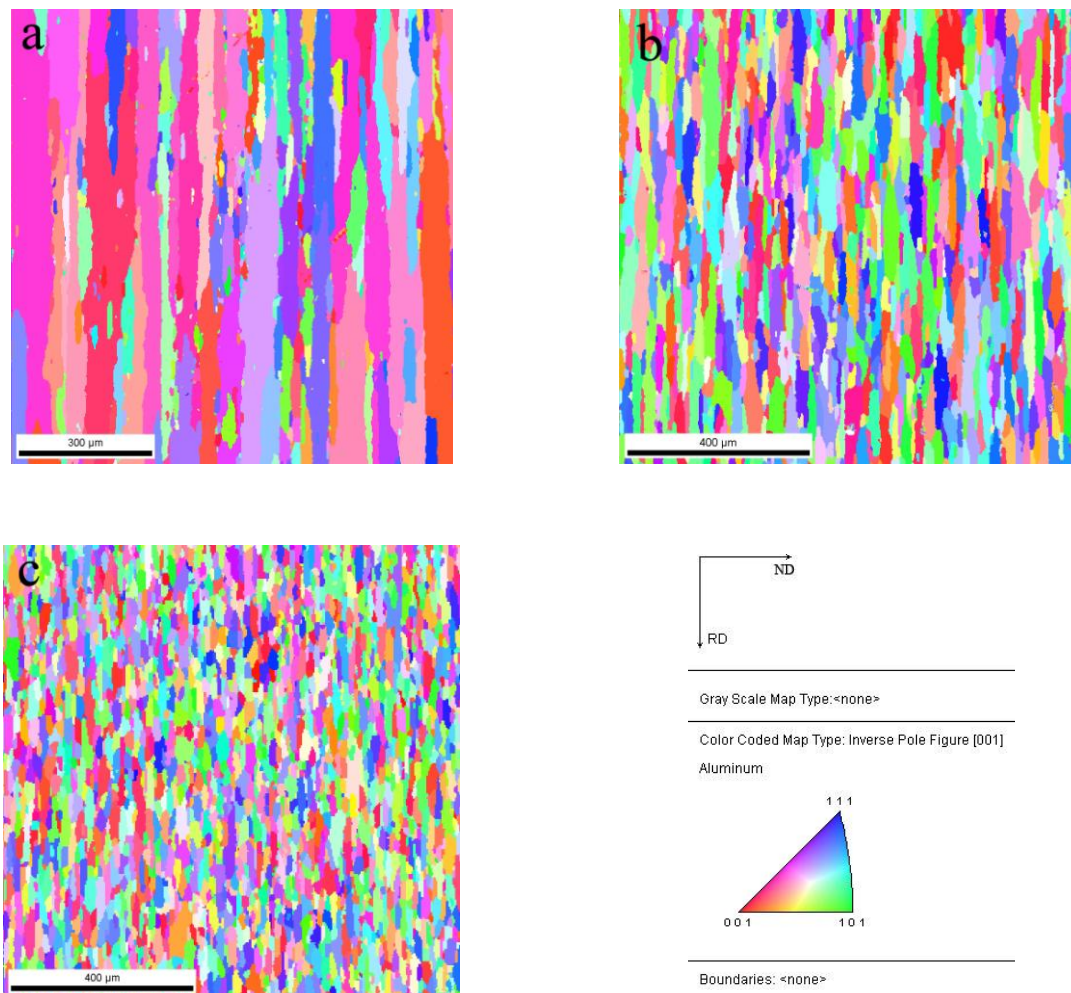 a
b
300 µm
400 µm
c
400 µm
ND
RD
Gray Scale Map Type:<none>
Color Coded Map Type: Inverse Pole Figure [001]
Aluminum
1 1 1
0 0 1
1 0 1
Boundaries: <none>